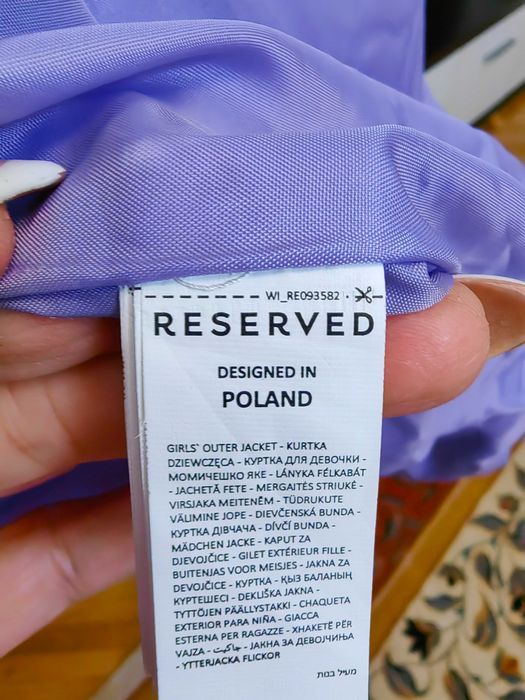 WI_RE093582
RESERVED
DESIGNED IN
POLAND
GIRLS` OUTER JACKET - KURTKA
DZIEWCZĘCA - КУРТКА ДЛЯ ДЕВОЧКИ -
МОМИЧЕШКО ЯКЕ - LÁNYKA FÉLKABÁT
- JACHETĂ FETE - MERGAITĖS STRIUKĖ -
VIRSJAKA MEITENĒM - TÜDRUKUTE
VÄLIMINE JOPE - DIEVČENSKÁ BUNDA -
КУРТКА ДІВЧАЧА - DÍVČÍ BUNDA -
MÄDCHEN JACKE - KAPUT ZA
DJEVOJČICE - GILET EXTÉRIEUR FILLE -
BUITENJAS VOOR MEISJES - JAKNA ZA
DEVOJČICE - КУРТКА - ҚЫЗ БАЛАНЫҢ
КҮРТЕШЕСІ - DEKLIŠKA JAKNA -
TYTTÖJEN PÄÄLLYSTAKKI - CHAQUETA
EXTERIOR PARA NIÑA - GIACCA
ESTERNA PER RAGAZZE - XHAKETË PËR
VAJZA - جاكيت - ЈАКНА ЗА ДЕВОЈЧИЊА
- YTTERJACKA FLICKOR
מעיל בנות